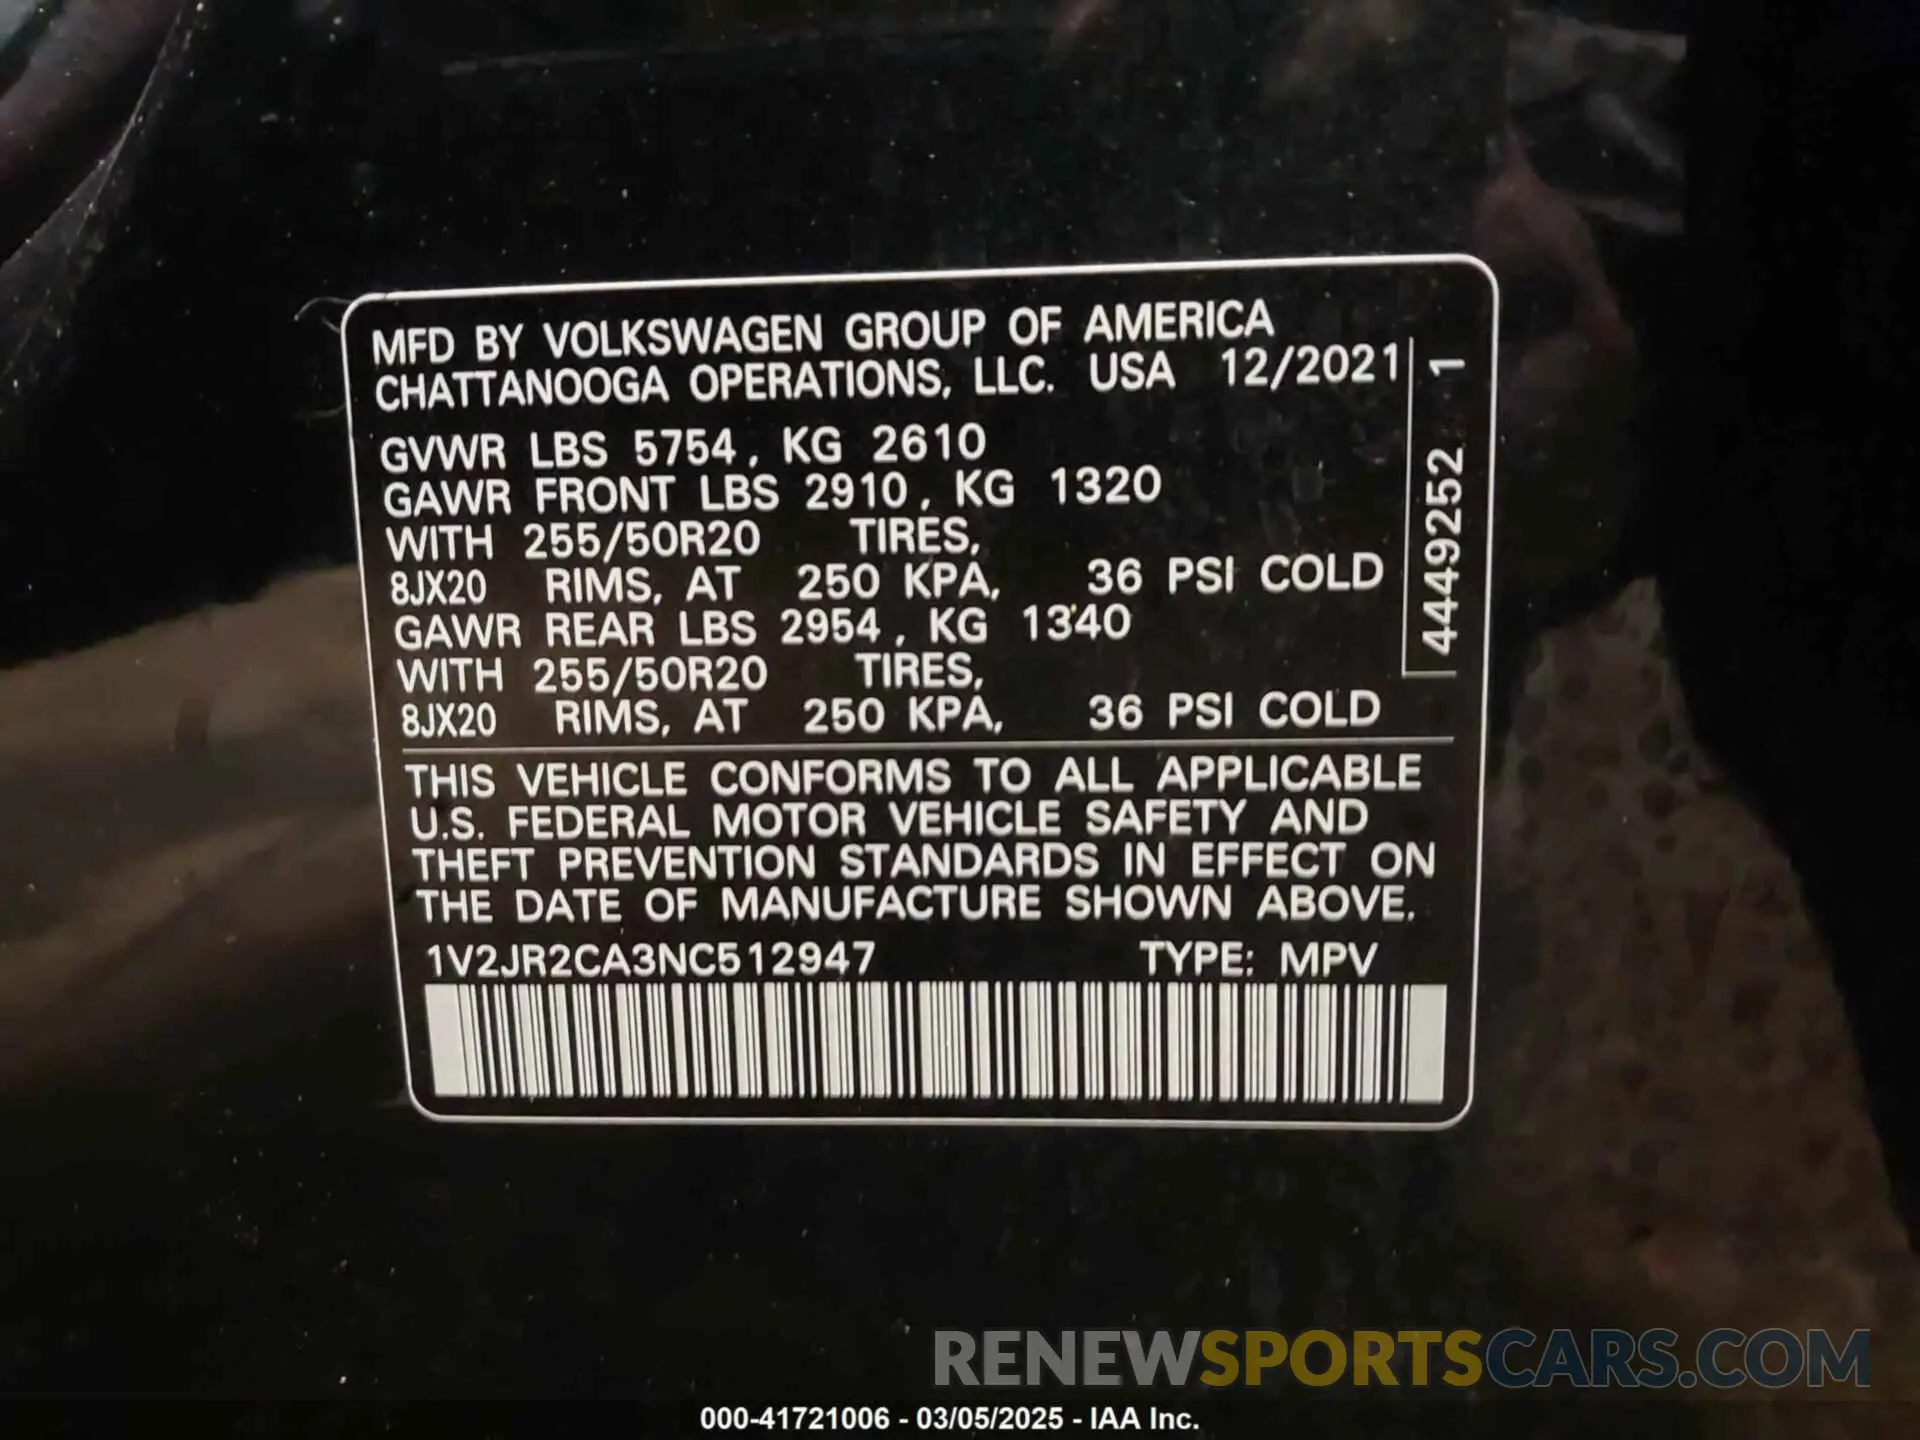 MFD BY VOLKSWAGEN GROUP OF AMERICA
CHATTANOOGA OPERATIONS, LLC. USA 12/2021
GVWR LBS 5754, KG 2610
GAWR FRONT LBS 2910, KG 1320
WITH 255/50R20 TIRES,
8JX20 RIMS, AT 250 KPA, 36 PSI COLD
GAWR REAR LBS 2954, KG 1340
WITH 255/50R20 TIRES,
8JX20 RIMS, AT 250 KPA, 36 PSI COLD
4449252 1
THIS VEHICLE CONFORMS TO ALL APPLICABLE
U.S. FEDERAL MOTOR VEHICLE SAFETY AND
THEFT PREVENTION STANDARDS IN EFFECT ON
THE DATE OF MANUFACTURE SHOWN ABOVE.
1V2JR2CA3NC512947 TYPE: MPV
RENEWSPORTSCARS.COM
000-41721006 - 03/05/2025 - IAA Inc.